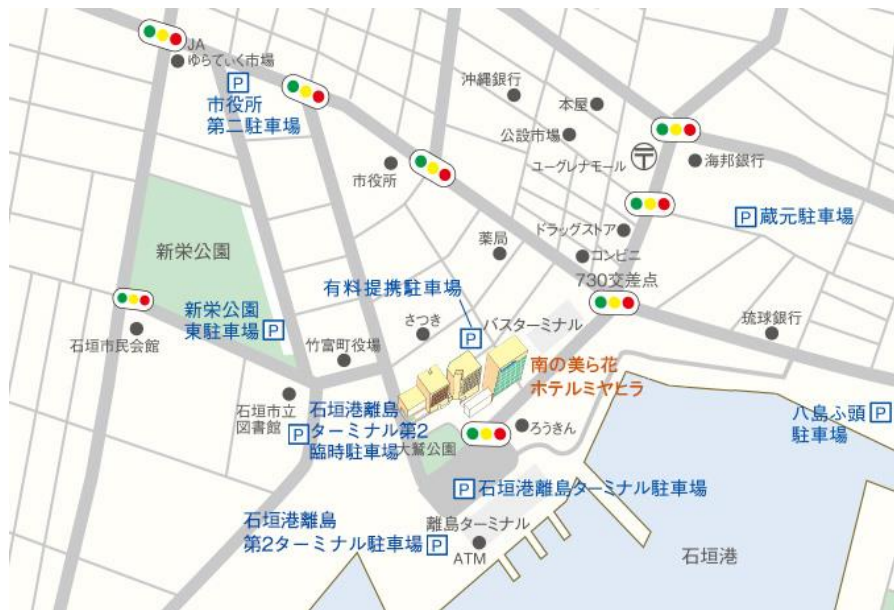 JA
ゆらてぃく市場
P
市役所
第二駐車場
沖縄銀行
本屋
公設市場
ユーグレナモール
〒
海邦銀行
市役所
P 蔵元駐車場
ドラッグストア
薬局
コンビニ
新栄公園
730交差点
有料提携駐車場
新栄公園
東駐車場 P
さつき
P
バスターミナル
琉球銀行
石垣市民会館
竹富町役場
南の美ら花
ホテルミヤヒラ
石垣市立
図書館
石垣港離島
ターミナル第2
臨時駐車場
P
大鷲公園
ろうきん
八島ふ頭
駐車場
P
P 石垣港離島ターミナル駐車場
石垣港離島
第2ターミナル駐車場 P
離島ターミナル
ATM
石垣港